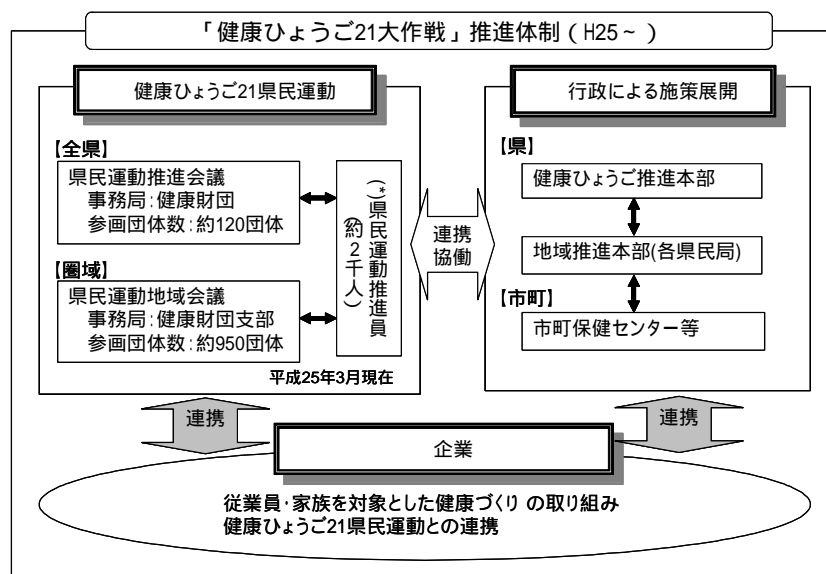 「健康ひょうご21大作戦」推進体制（H25～）
健康ひょうご21県民運動
【全県】
県民運動推進会議
事務局：健康財団
参画団体数：約120団体
【圏域】
県民運動地域会議
事務局：健康財団支部
参画団体数：約950団体
(*)県民運動推進員
（約２千人）
平成25年3月現在
連携
協働
行政による施策展開
【県】
健康ひょうご推進本部
地域推進本部(各県民局)
【市町】
市町保健センター等
連携
連携
企業
従業員・家族を対象とした健康づくり の取り組み
健康ひょうご21県民運動との連携